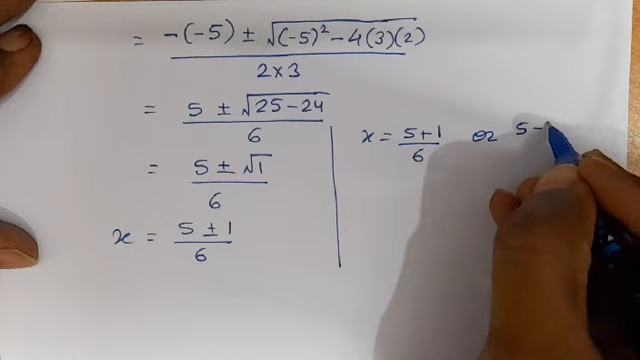 = -(-5) ± √(-5)² - 4(3)(2) / 2×3
= 5 ± √25-24 / 6
= 5 ± √1 / 6
x = 5 ± 1 / 6
x = 5+1 / 6 or 5-